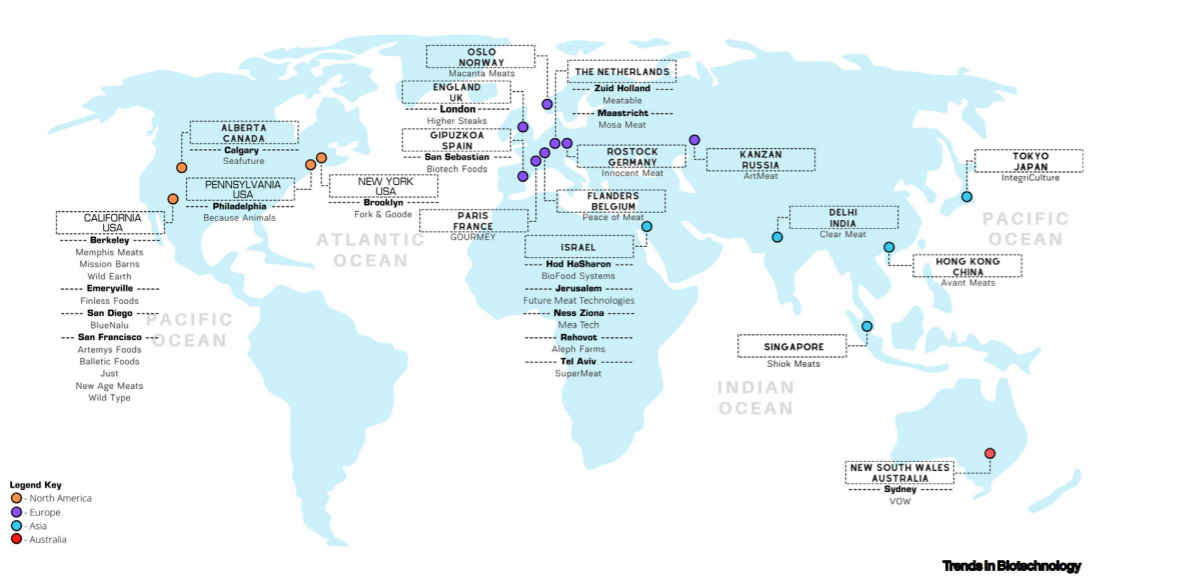 OSLO
NORWAY
Macanta Meats
THE NETHERLANDS
Zuid Holland
Meatable
Maastricht
Mosa Meat
ENGLAND
UK
London
Higher Steaks
GIPUZKOA
SPAIN
San Sebastian
Biotech Foods
ALBERTA
CANADA
Calgary
Seafuture
PENNSYLVANIA
USA
Philadelphia
Because Animals
NEW YORK
USA
Brooklyn
Fork & Goode
ROSTOCK
GERMANY
Innocent Meat
KANZAN
RUSSIA
ArtMeat
TOKYO
JAPAN
IntegriCulture
FLANDERS
BELGIUM
Peace of Meat
PARIS
FRANCE
GOURMEY
CALIFORNIA
USA
Berkeley
Memphis Meats
Mission Barns
Wild Earth
Emeryville
Finless Foods
San Diego
BlueNalu
San Francisco
Artemys Foods
Balletic Foods
Just
New Age Meats
Wild Type
ATLANTIC
OCEAN
PACIFIC
OCEAN
ISRAEL
Hod HaSharon
BioFood Systems
Jerusalem
Future Meat Technologies
Ness Ziona
Mea Tech
Rehovot
Aleph Farms
Tel Aviv
SuperMeat
DELHI
INDIA
Clear Meat
PACIFIC
OCEAN
HONG KONG
CHINA
Avant Meats
SINGAPORE
Shiok Meats
INDIAN
OCEAN
NEW SOUTH WALES
AUSTRALIA
Sydney
VOW
Legend Key
- North America
- Europe
- Asia
- Australia
Trends in Biotechnology